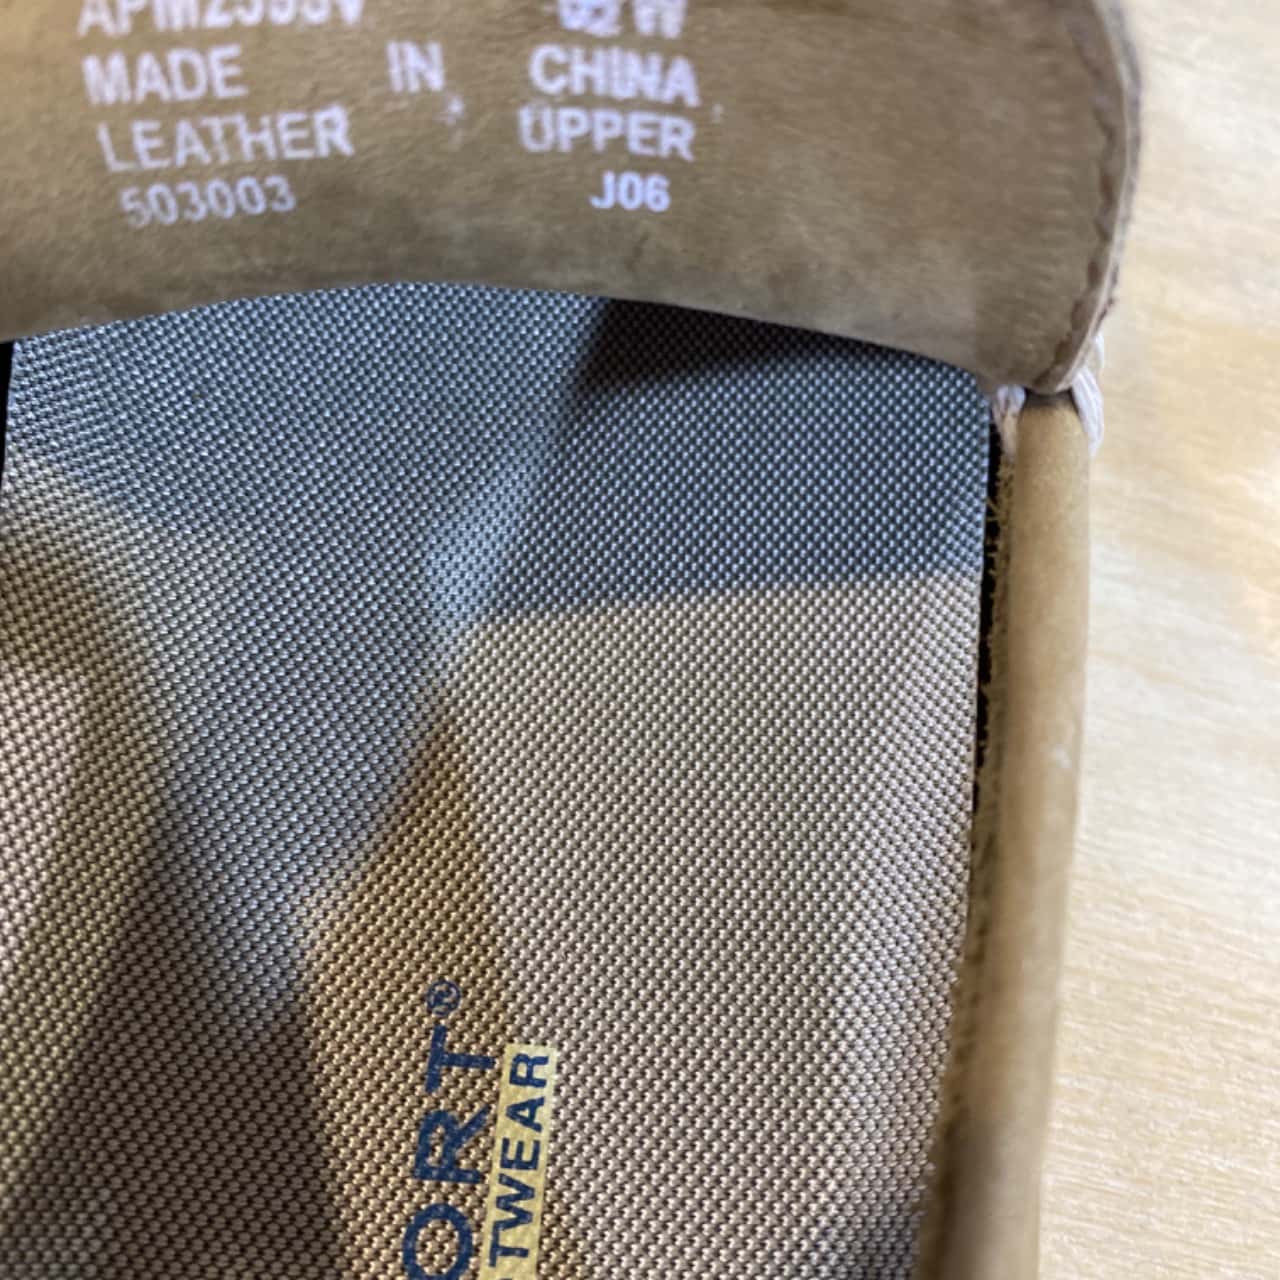 MADE IN CHINA
LEATHER UPPER
503003 J06
ORT®
TWEAR